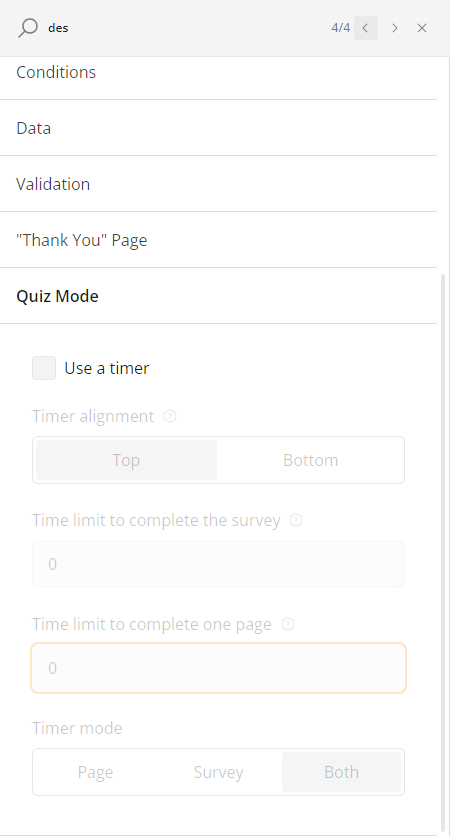 des 4/4
Conditions
Data
Validation
"Thank You" Page
Quiz Mode
Use a timer
Timer alignment ?
Top Bottom
Time limit to complete the survey ?
0
Time limit to complete one page ?
0
Timer mode
Page Survey Both